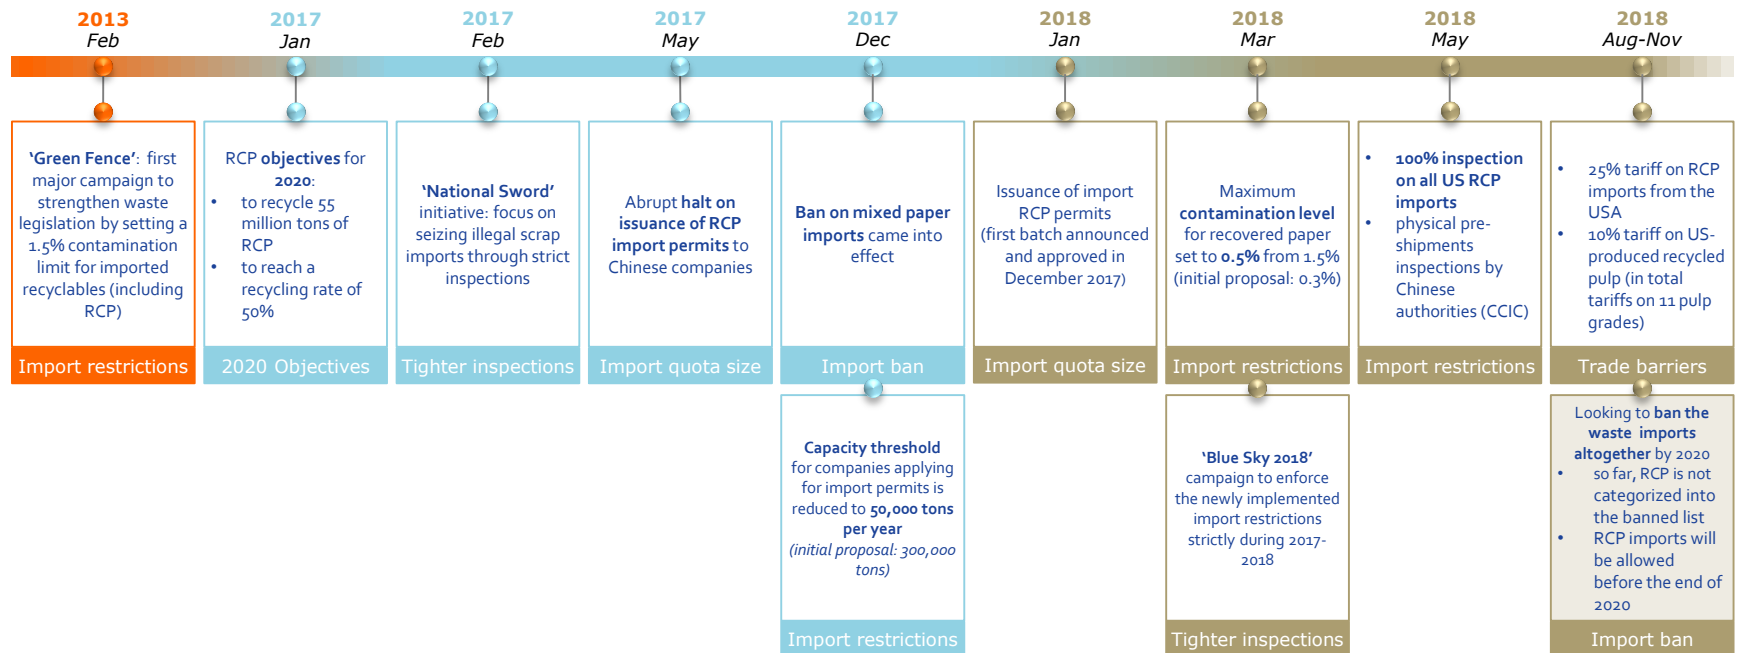 2013
Feb
2017
Jan
2017
Feb
2017
May
2017
Dec
2018
Jan
2018
Mar
2018
May
2018
Aug-Nov
‘Green Fence’: first
major campaign to
strengthen waste
legislation by setting a
1.5% contamination
limit for imported
recyclables (including
RCP)
Import restrictions
RCP objectives for
2020:
• to recycle 55
million tons of
RCP
• to reach a
recycling rate of
50%
2020 Objectives
‘National Sword’
initiative: focus on
seizing illegal scrap
imports through strict
inspections
Tighter inspections
Abrupt halt on
issuance of RCP
import permits to
Chinese companies
Import quota size
Ban on mixed paper
imports came into
effect
Import ban
Capacity threshold
for companies applying
for import permits is
reduced to 50,000 tons
per year
(initial proposal: 300,000
tons)
Import restrictions
Issuance of import
RCP permits
(first batch announced
and approved in
December 2017)
Import quota size
Maximum
contamination level
for recovered paper
set to 0.5% from 1.5%
(initial proposal: 0.3%)
Import restrictions
‘Blue Sky 2018’
campaign to enforce
the newly implemented
import restrictions
strictly during 2017-
2018
Tighter inspections
• 100% inspection
on all US RCP
imports
• physical pre-
shipments
inspections by
Chinese
authorities (CCIC)
Import restrictions
• 25% tariff on RCP
imports from the
USA
• 10% tariff on US-
produced recycled
pulp (in total
tariffs on 11 pulp
grades)
Trade barriers
Looking to ban the
waste imports
altogether by 2020
• so far, RCP is not
categorized into
the banned list
• RCP imports will
be allowed
before the end of
2020
Import ban